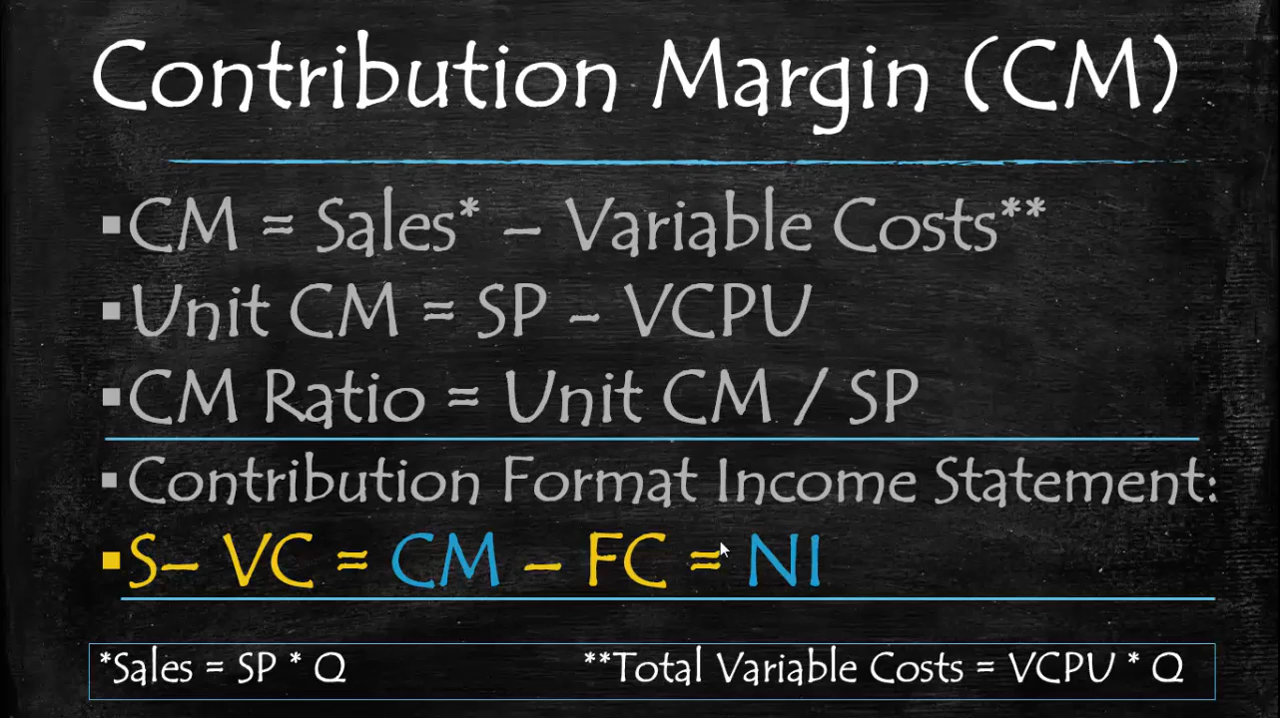 Contribution Margin (CM)
▪CM = Sales* – Variable Costs**
▪Unit CM = SP – VCPU
▪CM Ratio = Unit CM / SP
▪Contribution Format Income Statement:
▪S– VC = CM – FC = NI
*Sales = SP * Q **Total Variable Costs = VCPU * Q